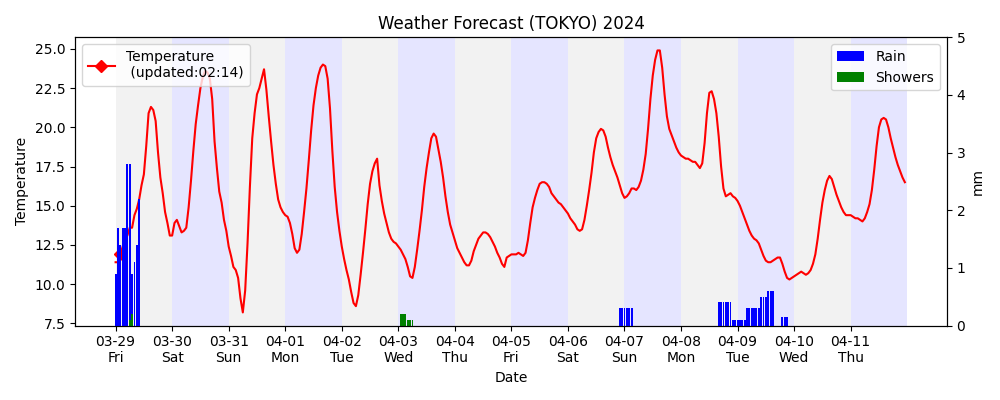 Weather Forecast (TOKYO) 2024
Temperature
(updated:02:14)
Rain
Showers
25.0
22.5
20.0
17.5
15.0
12.5
10.0
7.5
Temperature
5
4
3
2
1
0
mm
03-29 03-30 03-31 04-01 04-02 04-03 04-04 04-05 04-06 04-07 04-08 04-09 04-10 04-11
Fri Sat Sun Mon Tue Wed Thu Fri Sat Sun Mon Tue Wed Thu
Date